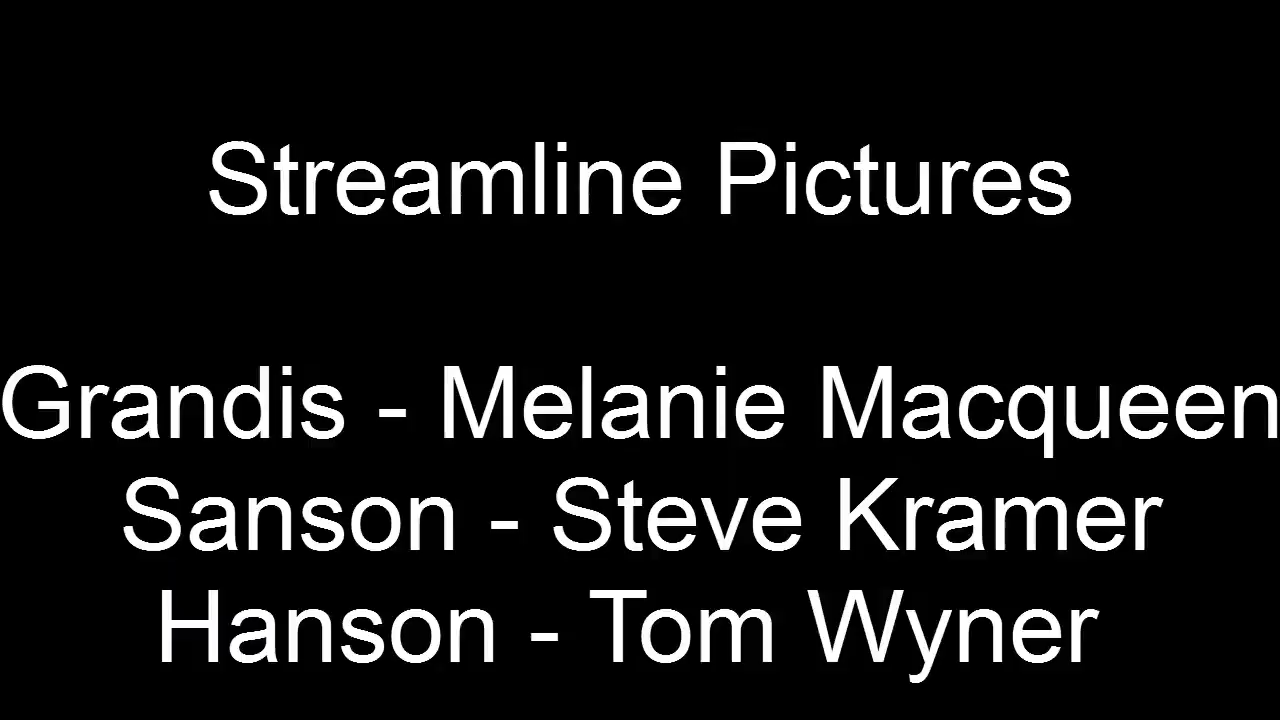 Streamline Pictures
Grandis - Melanie Macqueen
Sanson - Steve Kramer
Hanson - Tom Wyner